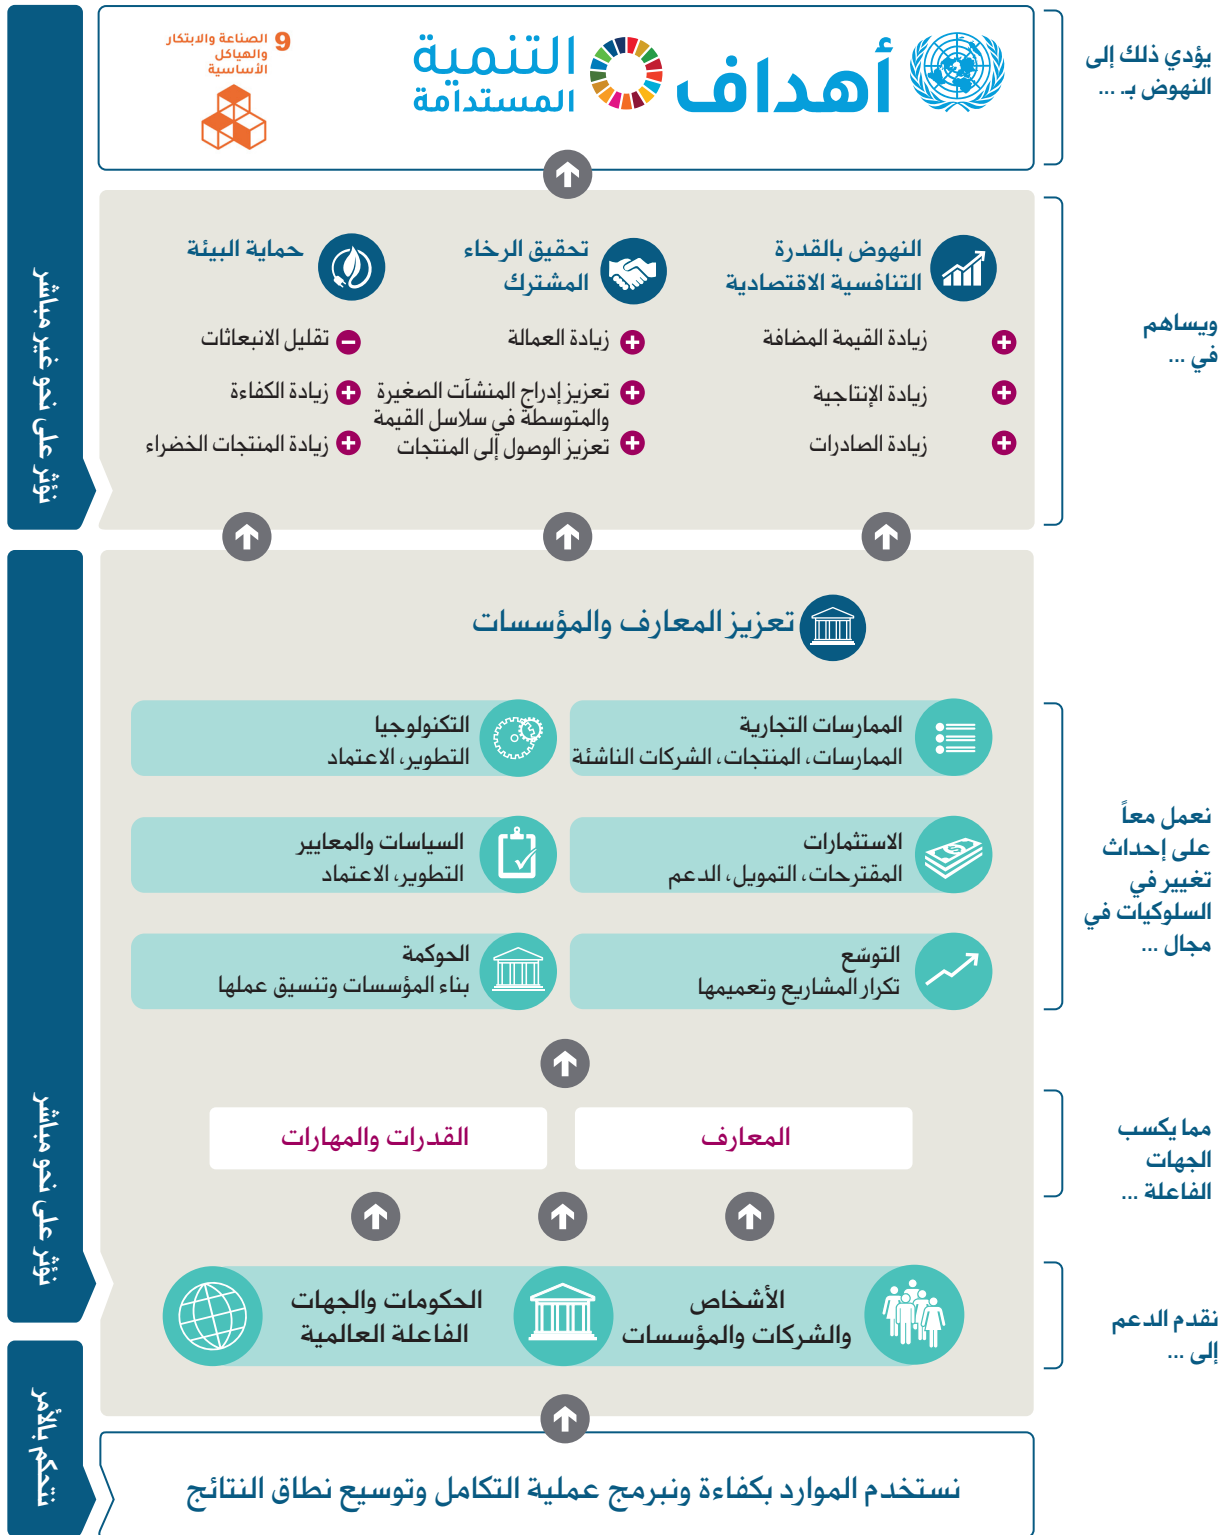 يؤدي ذلك إلى
النهوض بـ ...
أهداف
التنمية
المستدامة
9 الصناعة والابتكار
والهياكل
الأساسية
ويساهم
في ...
النهوض بالقدرة
التنافسية الاقتصادية
زيادة القيمة المضافة
زيادة الإنتاجية
زيادة الصادرات
تحقيق الرخاء
المشترك
زيادة العمالة
تعزيز إدراج المنشآت الصغيرة
والمتوسطة في سلاسل القيمة
تعزيز الوصول إلى المنتجات
حماية البيئة
تقليل الانبعاثات
زيادة الكفاءة
زيادة المنتجات الخضراء
نؤثر على نحو غير مباشر
تعزيز المعارف والمؤسسات
نعمل معاً
على إحداث
تغيير في
السلوكيات في
مجال ...
الممارسات التجارية
الممارسات، المنتجات، الشركات الناشئة
التكنولوجيا
التطوير، الاعتماد
الاستثمارات
المقترحات، التمويل، الدعم
السياسات والمعايير
التطوير، الاعتماد
التوسّع
تكرار المشاريع وتعميمها
الحوكمة
بناء المؤسسات وتنسيق عملها
مما يكسب
الجهات
الفاعلة ...
المعارف
القدرات والمهارات
نقدم الدعم
إلى ...
الأشخاص
والشركات والمؤسسات
الحكومات والجهات
الفاعلة العالمية
نؤثر على نحو مباشر
نستخدم الموارد بكفاءة ونبرمج عملية التكامل وتوسيع نطاق النتائج
نتحكم بالأمر